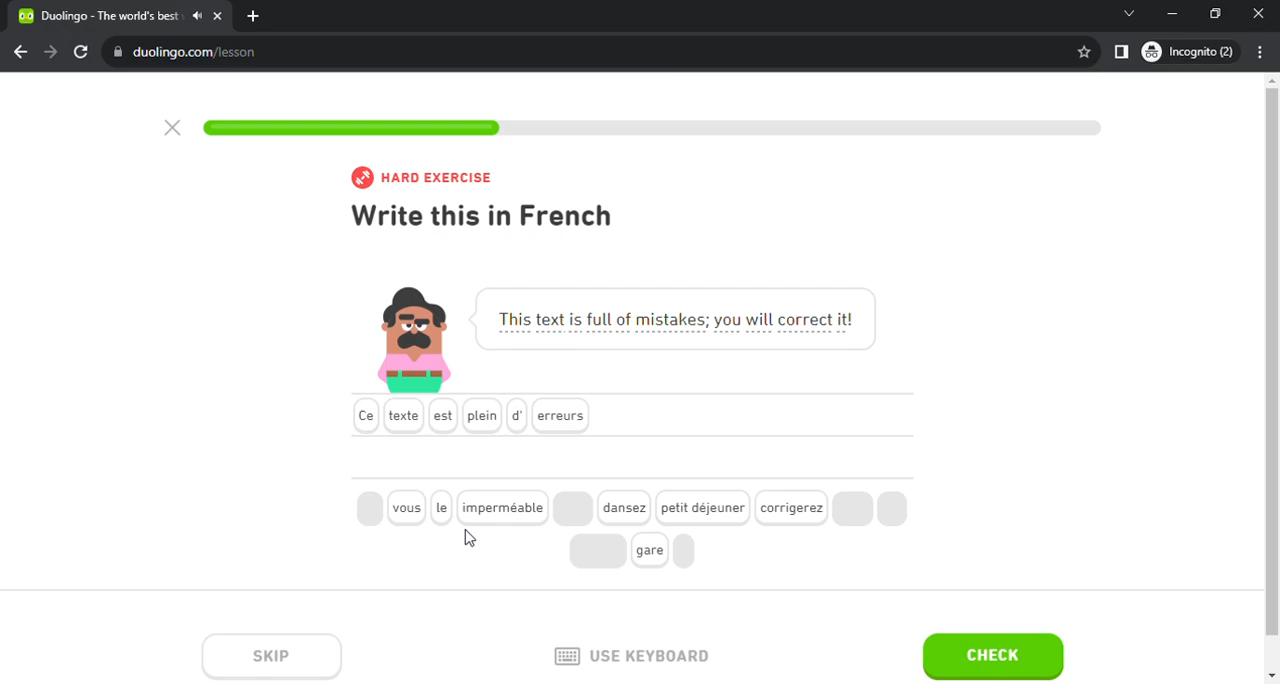 Duolingo - The world's best
duolingo.com/lesson
Incognito (2)
HARD EXERCISE
Write this in French
This text is full of mistakes; you will correct it!
Ce texte est plein d' erreurs
vous le imperméable dansez petit déjeuner corrigerez
gare
SKIP USE KEYBOARD CHECK